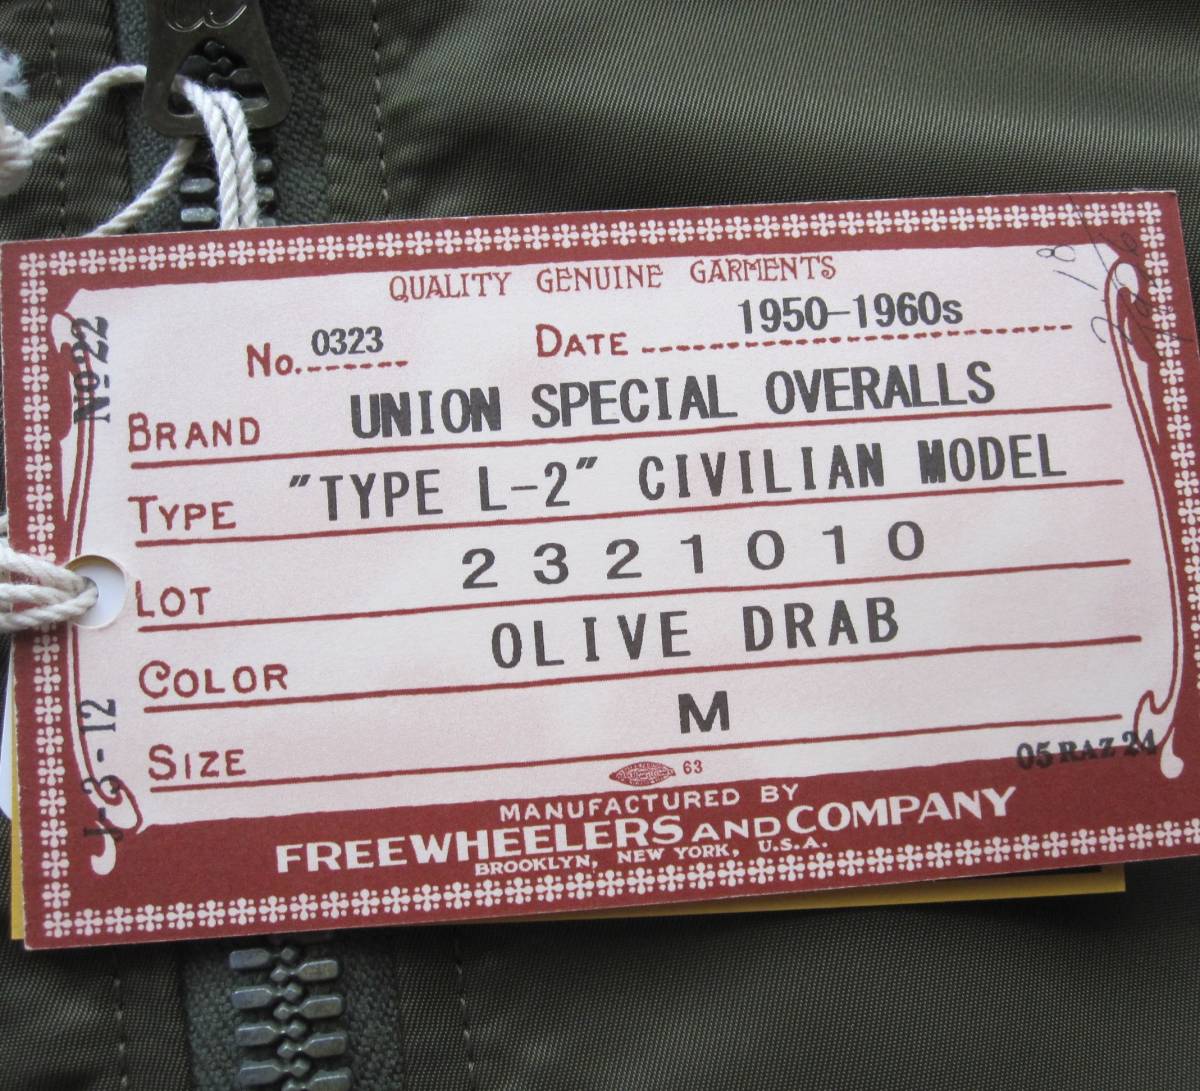 QUALITY GENUINE GARMENTS
No. 0323 DATE 1950-1960s
BRAND UNION SPECIAL OVERALLS
TYPE "TYPE L-2" CIVILIAN MODEL
LOT 2321010
COLOR OLIVE DRAB
SIZE M
63
MANUFACTURED BY
FREEWHEELERS AND COMPANY
BROOKLYN, NEW YORK, U.S.A.
No 22
J-3-12
05 RAZ 24